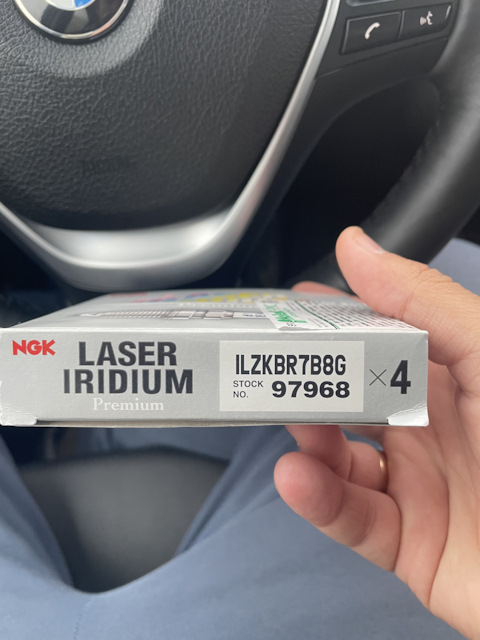 NGK
LASER
IRIDIUM
Premium
ILZKBR7B8G
STOCK
NO. 97968
×4